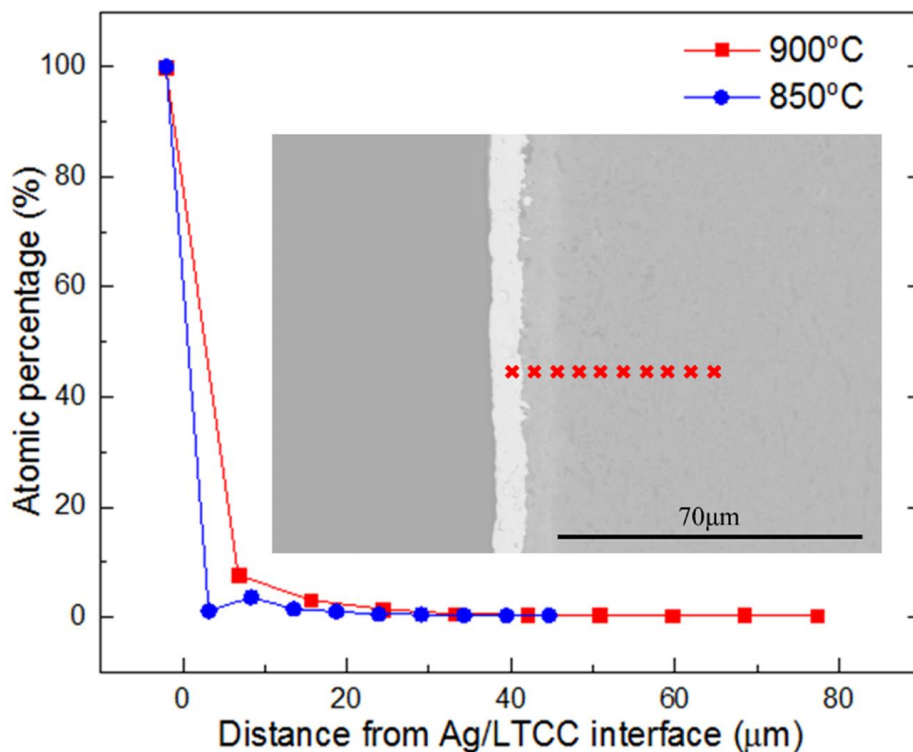 900°C
850°C
100
80
60
40
20
0
Atomic percentage (%)
70μm
0 20 40 60 80
Distance from Ag/LTCC interface (μm)